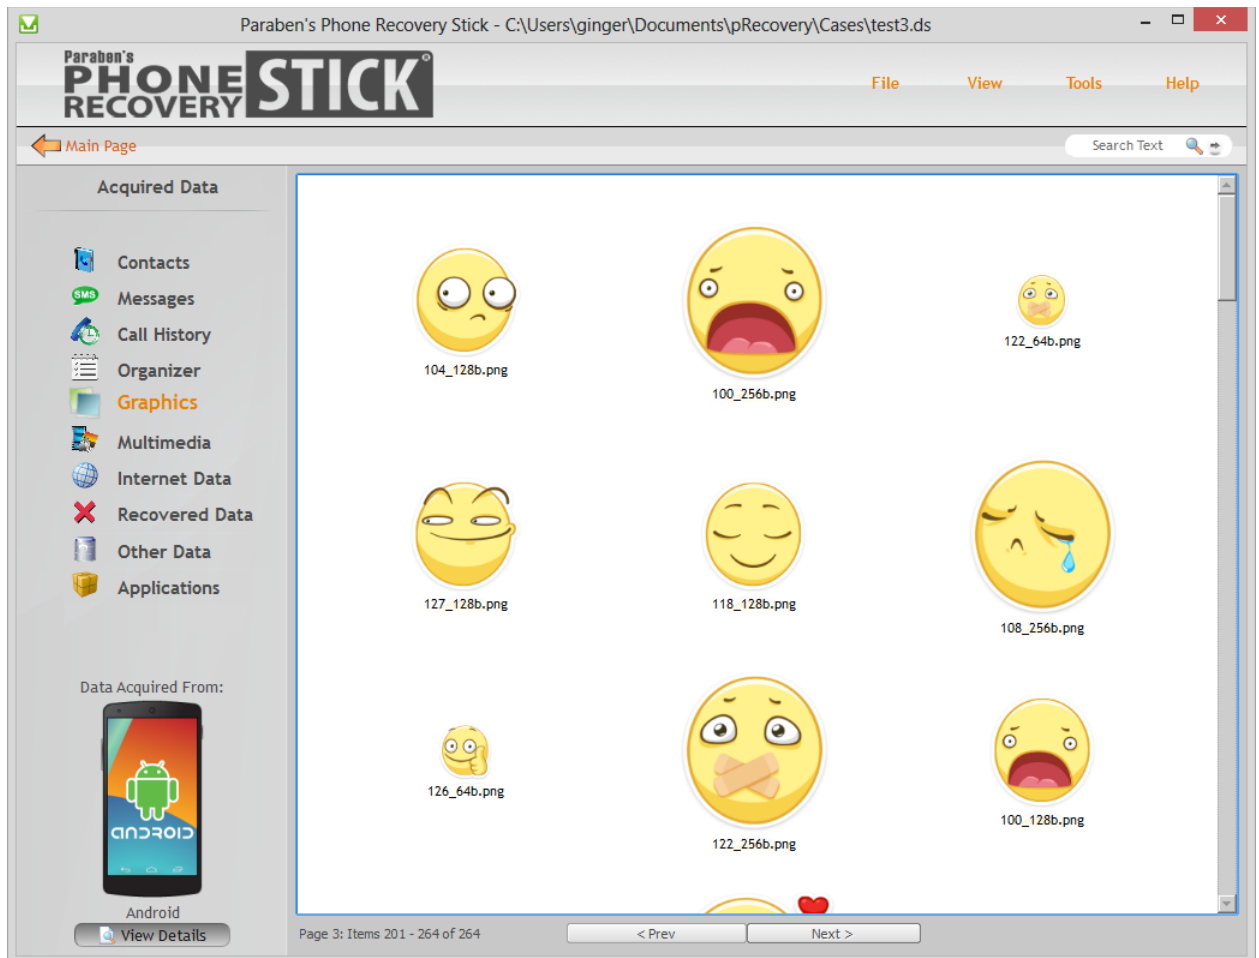 Paraben's Phone Recovery Stick - C:\Users\ginger\Documents\pRecovery\Cases\test3.ds
Paraben's
PHONE
RECOVERY
STICK®
File View Tools Help
Main Page
Search Text
Acquired Data
Contacts
SMS
Messages
Call History
Organizer
Graphics
Multimedia
Internet Data
Recovered Data
Other Data
Applications
Data Acquired From:
ANDROID
Android
View Details
104_128b.png
100_256b.png
122_64b.png
127_128b.png
118_128b.png
108_256b.png
126_64b.png
122_256b.png
100_128b.png
Page 3: Items 201 - 264 of 264
< Prev
Next >